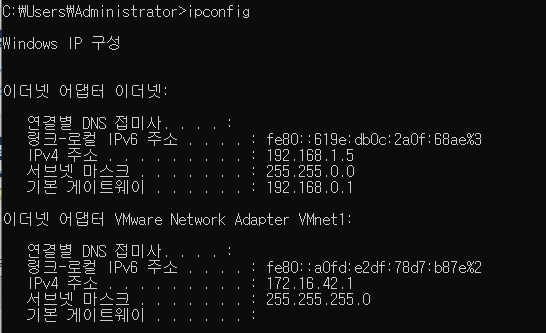 C:₩Users₩Administrator>ipconfig
Windows IP 구성
이더넷 어댑터 이더넷:
연결별 DNS 접미사. . . . :
링크-로컬 IPv6 주소 . . . . : fe80::619e:db0c:2a0f:68ae%3
IPv4 주소 . . . . . . . . . : 192.168.1.5
서브넷 마스크 . . . . . . . : 255.255.0.0
기본 게이트웨이 . . . . . . : 192.168.0.1
이더넷 어댑터 VMware Network Adapter VMnet1:
연결별 DNS 접미사. . . . :
링크-로컬 IPv6 주소 . . . . : fe80::a0fd:e2df:78d7:b87e%2
IPv4 주소 . . . . . . . . . : 172.16.42.1
서브넷 마스크 . . . . . . . : 255.255.255.0
기본 게이트웨이 . . . . . . :